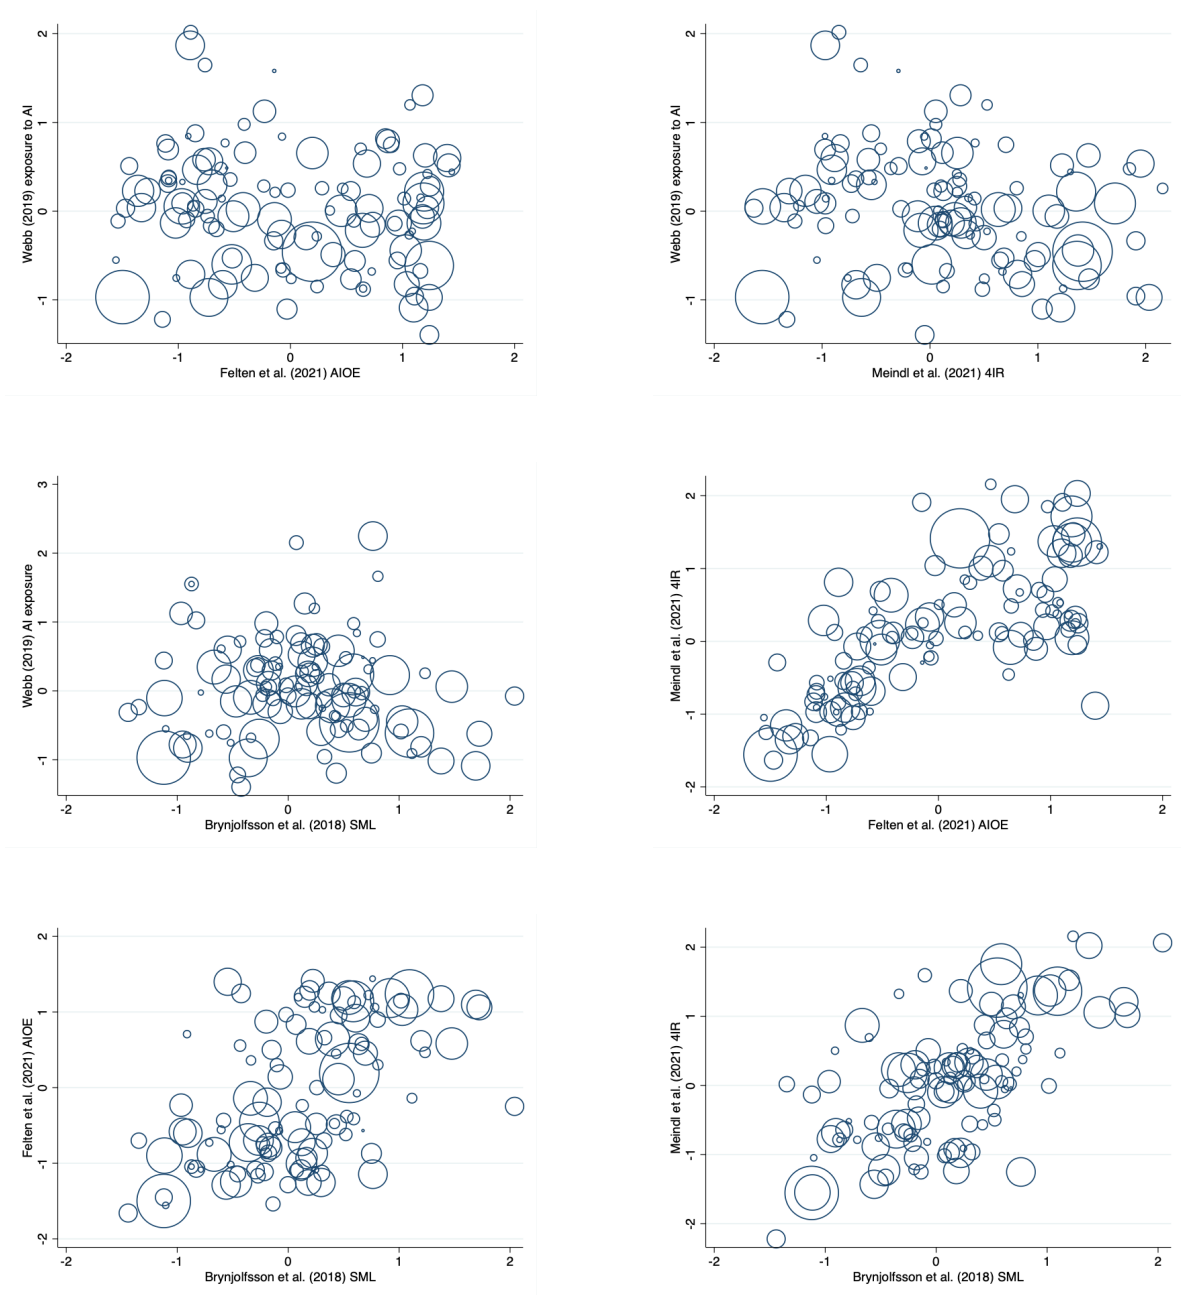 2
1
0
-1
Webb (2019) exposure to AI
-2 -1 0 1 2
Felten et al. (2021) AIOE
2
1
0
-1
Webb (2019) exposure to AI
-2 -1 0 1 2
Meindl et al. (2021) 4IR
3
2
1
0
-1
Webb (2019) AI exposure
-2 -1 0 1 2
Brynjolfsson et al. (2018) SML
2
1
0
-1
-2
Meindl et al. (2021) 4IR
-2 -1 0 1 2
Felten et al. (2021) AIOE
2
1
0
-1
-2
Felten et al. (2021) AIOE
-2 -1 0 1 2
Brynjolfsson et al. (2018) SML
2
1
0
-1
-2
Meindl et al. (2021) 4IR
-2 -1 0 1 2
Brynjolfsson et al. (2018) SML